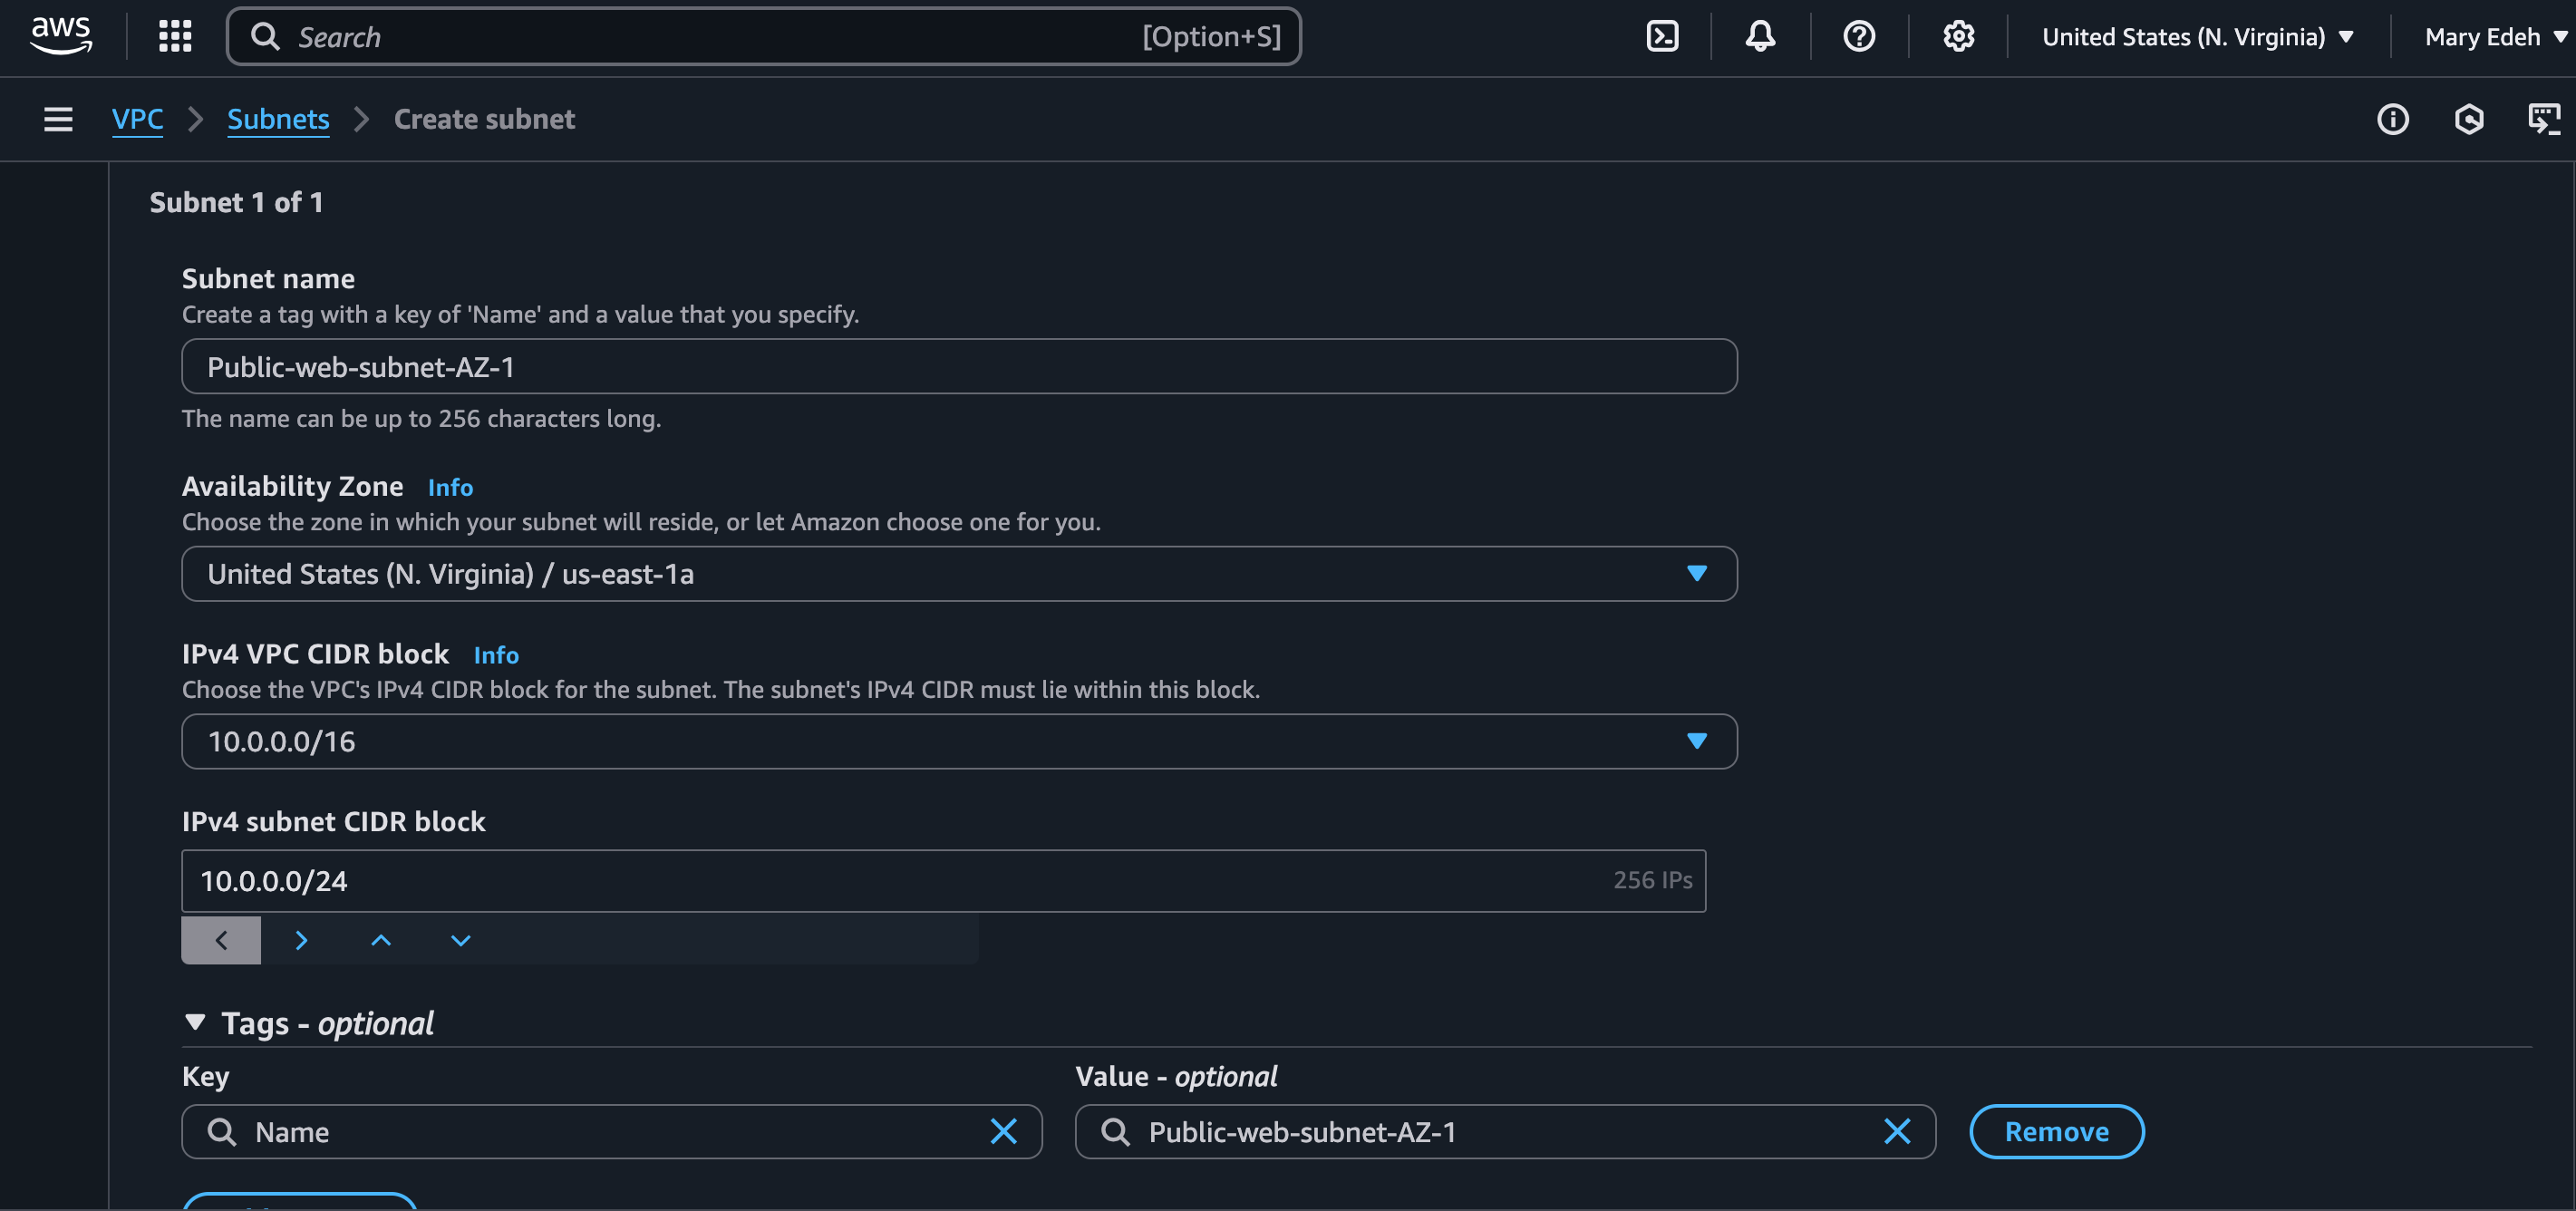 aws
Search
[Option+S]
United States (N. Virginia)
Mary Edeh
VPC
Subnets
Create subnet
Subnet 1 of 1
Subnet name
Create a tag with a key of 'Name' and a value that you specify.
Public-web-subnet-AZ-1
The name can be up to 256 characters long.
Availability Zone Info
Choose the zone in which your subnet will reside, or let Amazon choose one for you.
United States (N. Virginia) / us-east-1a
IPv4 VPC CIDR block Info
Choose the VPC's IPv4 CIDR block for the subnet. The subnet's IPv4 CIDR must lie within this block.
10.0.0.0/16
IPv4 subnet CIDR block
10.0.0.0/24
256 IPs
Tags - optional
Key
Value - optional
Name
Public-web-subnet-AZ-1
Remove